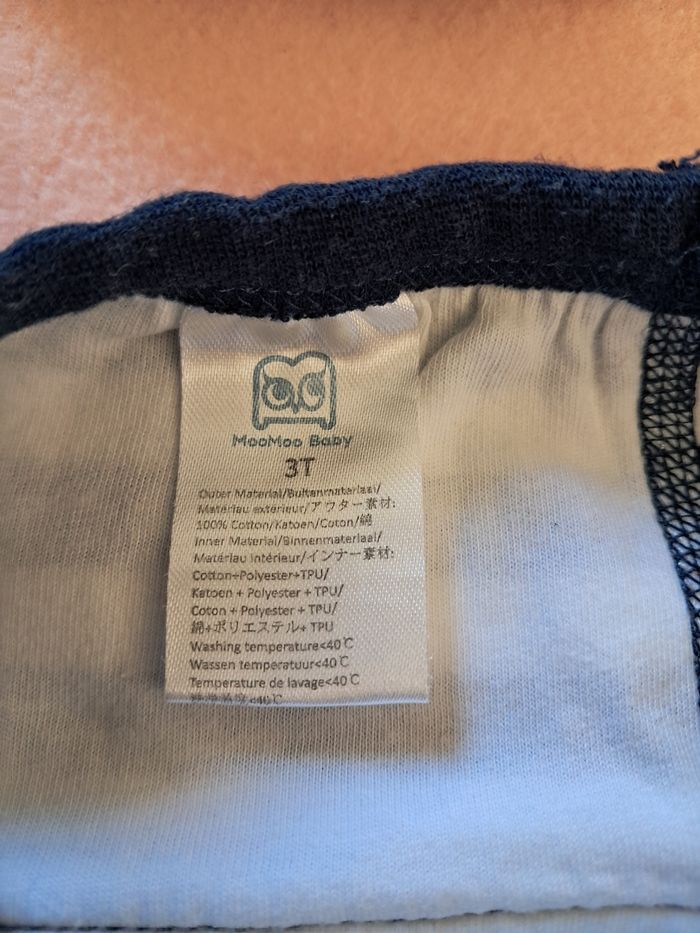 MooMoo Baby
3T
Outer Material/Buitenmateriaal/
Matériau extérieur/アウター素材:
100% Cotton/Katoen/Coton/綿
Inner Material/Binnenmateriaal/
Matériau intérieur/インナー素材:
Cotton+Polyester+TPU/
Katoen + Polyester + TPU/
Coton + Polyester + TPU/
綿+ポリエステル+ TPU
Washing temperature<40℃
Wassen temperatuur<40℃
Temperature de lavage<40℃
<40℃